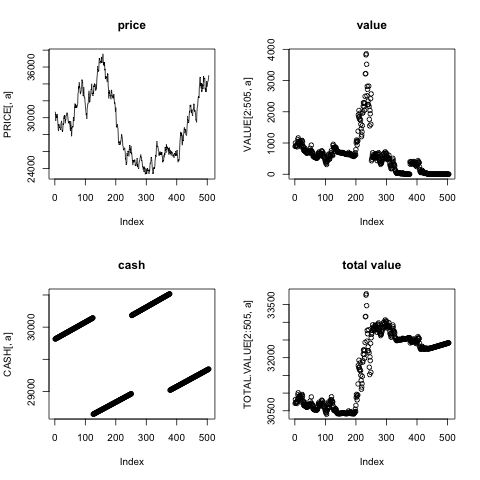 price
PRICE[, a]
24000 30000 36000
0 100 200 300 400 500
Index
value
VALUE[2:505, a]
0 1000 2000 3000 4000
0 100 200 300 400 500
Index
cash
CASH[, a]
29000 30000
0 100 200 300 400 500
Index
total value
TOTAL.VALUE[2:505, a]
30500 32000 33500
0 100 200 300 400 500
Index